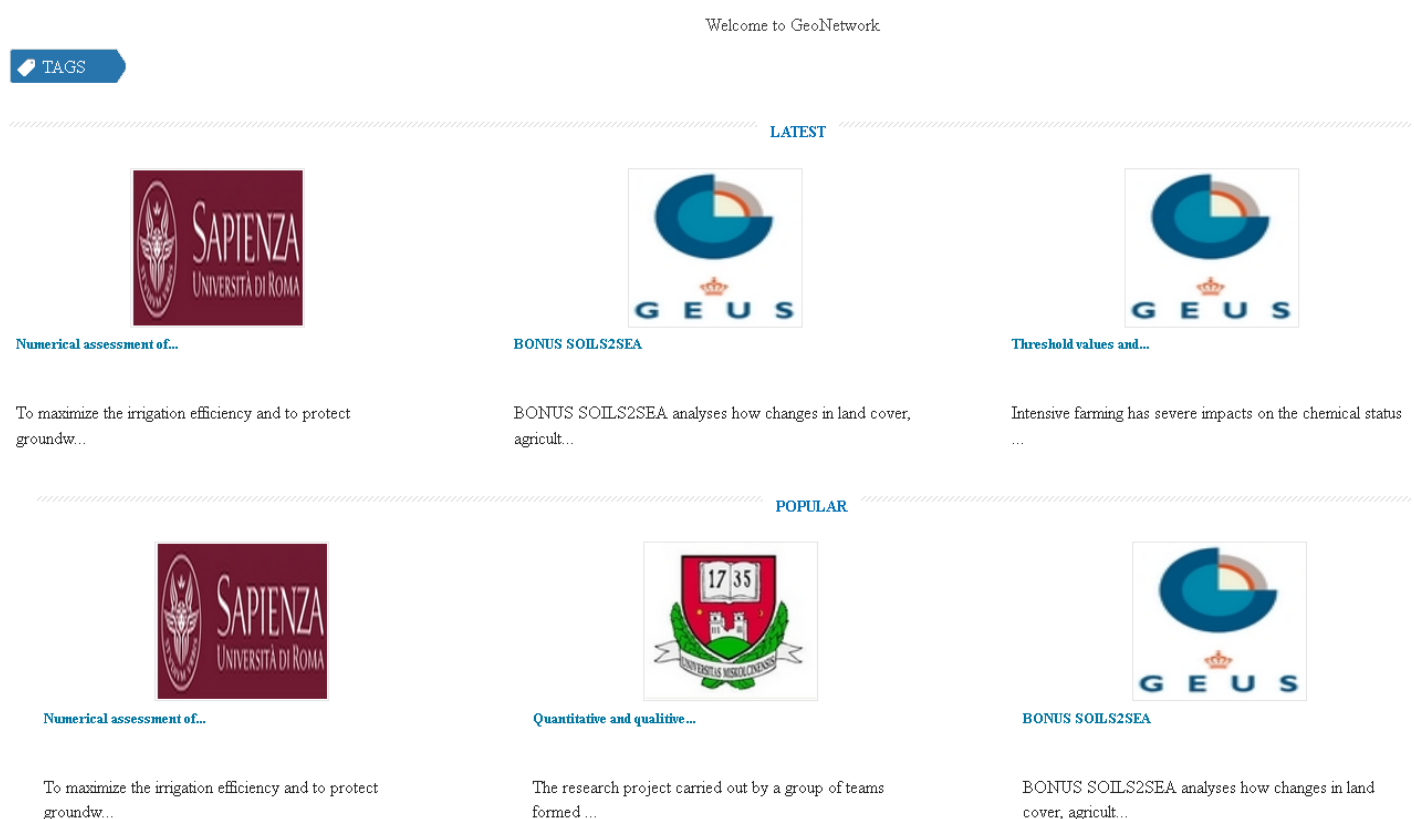 Welcome to GeoNetwork
TAGS
LATEST
SAPIENZA
UNIVERSITÀ DI ROMA
GEUS
GEUS
Numerical assessment of...
BONUS SOILS2SEA
Threshold values and...
To maximize the irrigation efficiency and to protect
groundw...
BONUS SOILS2SEA analyses how changes in land cover,
agricult...
Intensive farming has severe impacts on the chemical status
...
POPULAR
SAPIENZA
UNIVERSITÀ DI ROMA
17 35
UNIVERSITAS MISKOLCINENSIS
GEUS
Numerical assessment of...
Quantitative and qualitive...
BONUS SOILS2SEA
To maximize the irrigation efficiency and to protect
groundw...
The research project carried out by a group of teams
formed ...
BONUS SOILS2SEA analyses how changes in land
cover, agricult...